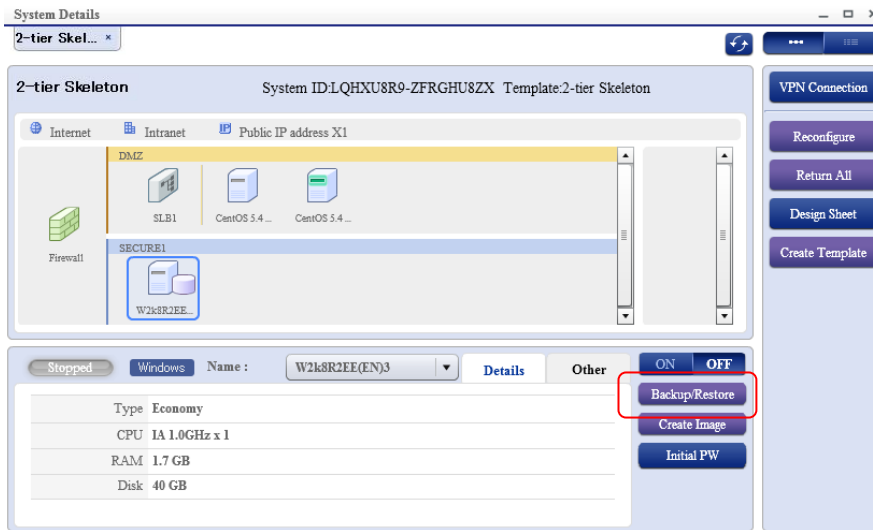 System Details
2-tier Skel... ×
2-tier Skeleton System ID:LQHXU8R9-ZFRGHU8ZX Template:2-tier Skeleton
Internet Intranet IP Public IP address X1
DMZ
SLB1 CentOS 5.4 ... CentOS 5.4 ...
Firewall
SECURE1
W2k8R2EE...
VPN Connection
Reconfigure
Return All
Design Sheet
Create Template
Stopped Windows Name : W2k8R2EE(EN)3 Details Other ON OFF
Type Economy
CPU IA 1.0GHz x 1
RAM 1.7 GB
Disk 40 GB
Backup/Restore
Create Image
Initial PW